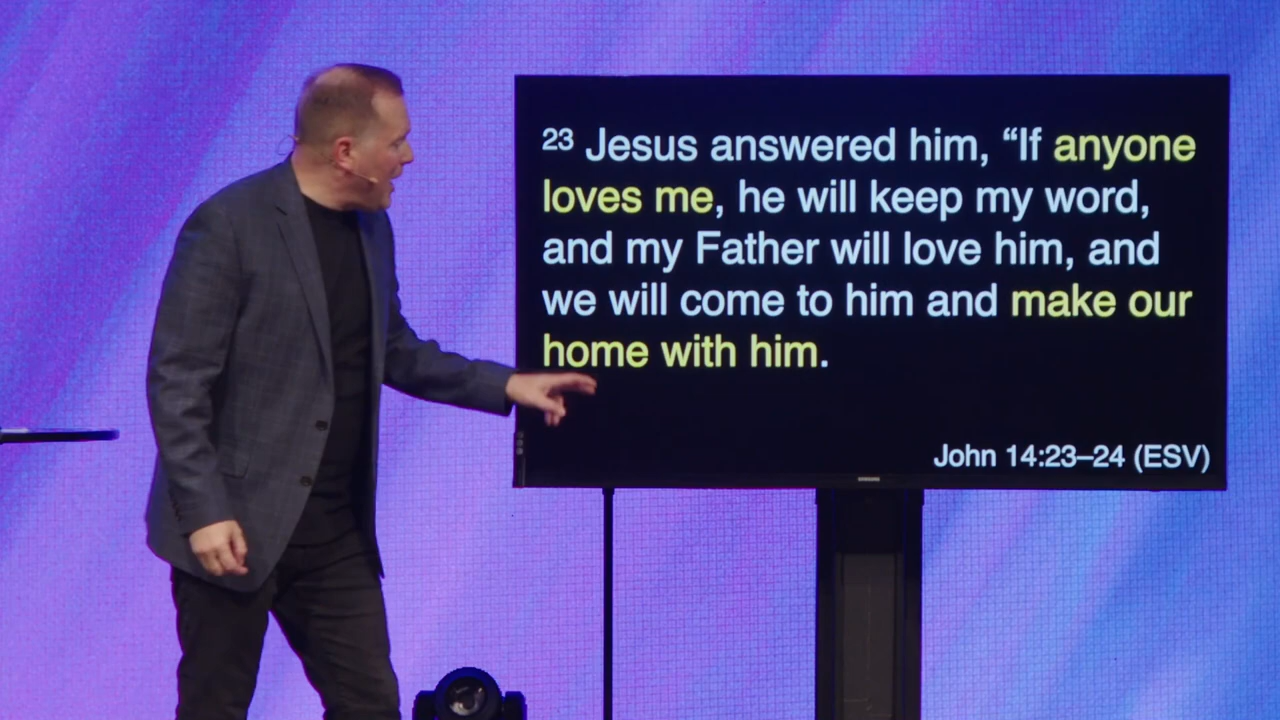 23 Jesus answered him, “If anyone
loves me, he will keep my word,
and my Father will love him, and
we will come to him and make our
home with him.
John 14:23–24 (ESV)
SAMSUNG